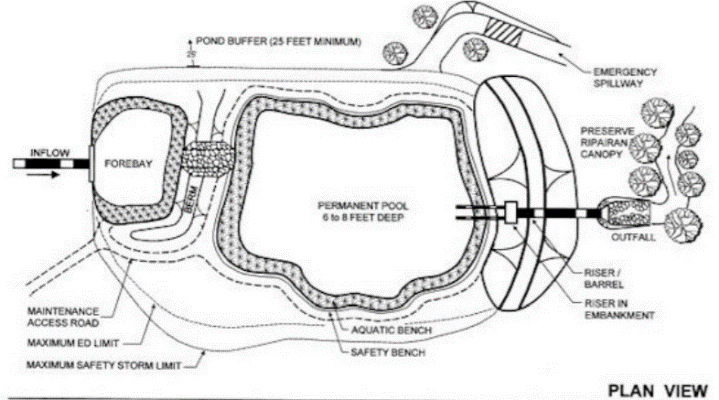 POND BUFFER (25 FEET MINIMUM)
25'
EMERGENCY
SPILLWAY
INFLOW
FOREBAY
BERM
PRESERVE
RIPA/RAN
CANOPY
PERMANENT POOL
6 to 8 FEET DEEP
OUTFALL
RISER /
BARREL
RISER IN
EMBANKMENT
MAINTENANCE
ACCESS ROAD
MAXIMUM ED LIMIT
MAXIMUM SAFETY STORM LIMIT
AQUATIC BENCH
SAFETY BENCH
PLAN VIEW